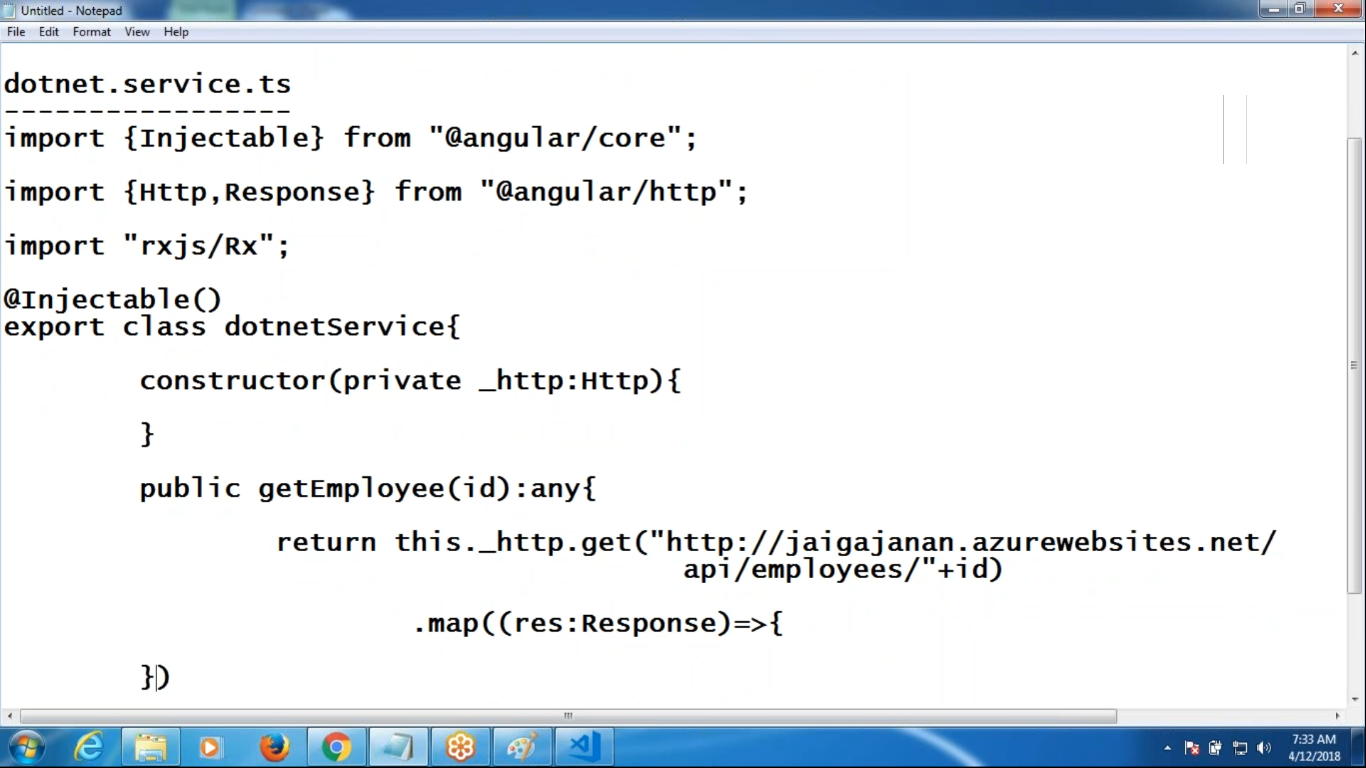 Untitled - Notepad
File Edit Format View Help
dotnet.service.ts
-----------------
import {Injectable} from "@angular/core";
import {Http,Response} from "@angular/http";
import "rxjs/Rx";
@Injectable()
export class dotnetService{
constructor(private _http:Http){
}
public getEmployee(id):any{
return this._http.get("http://jaigajanan.azurewebsites.net/
api/employees/"+id)
.map((res:Response)=>{
})
7:33 AM
4/12/2018